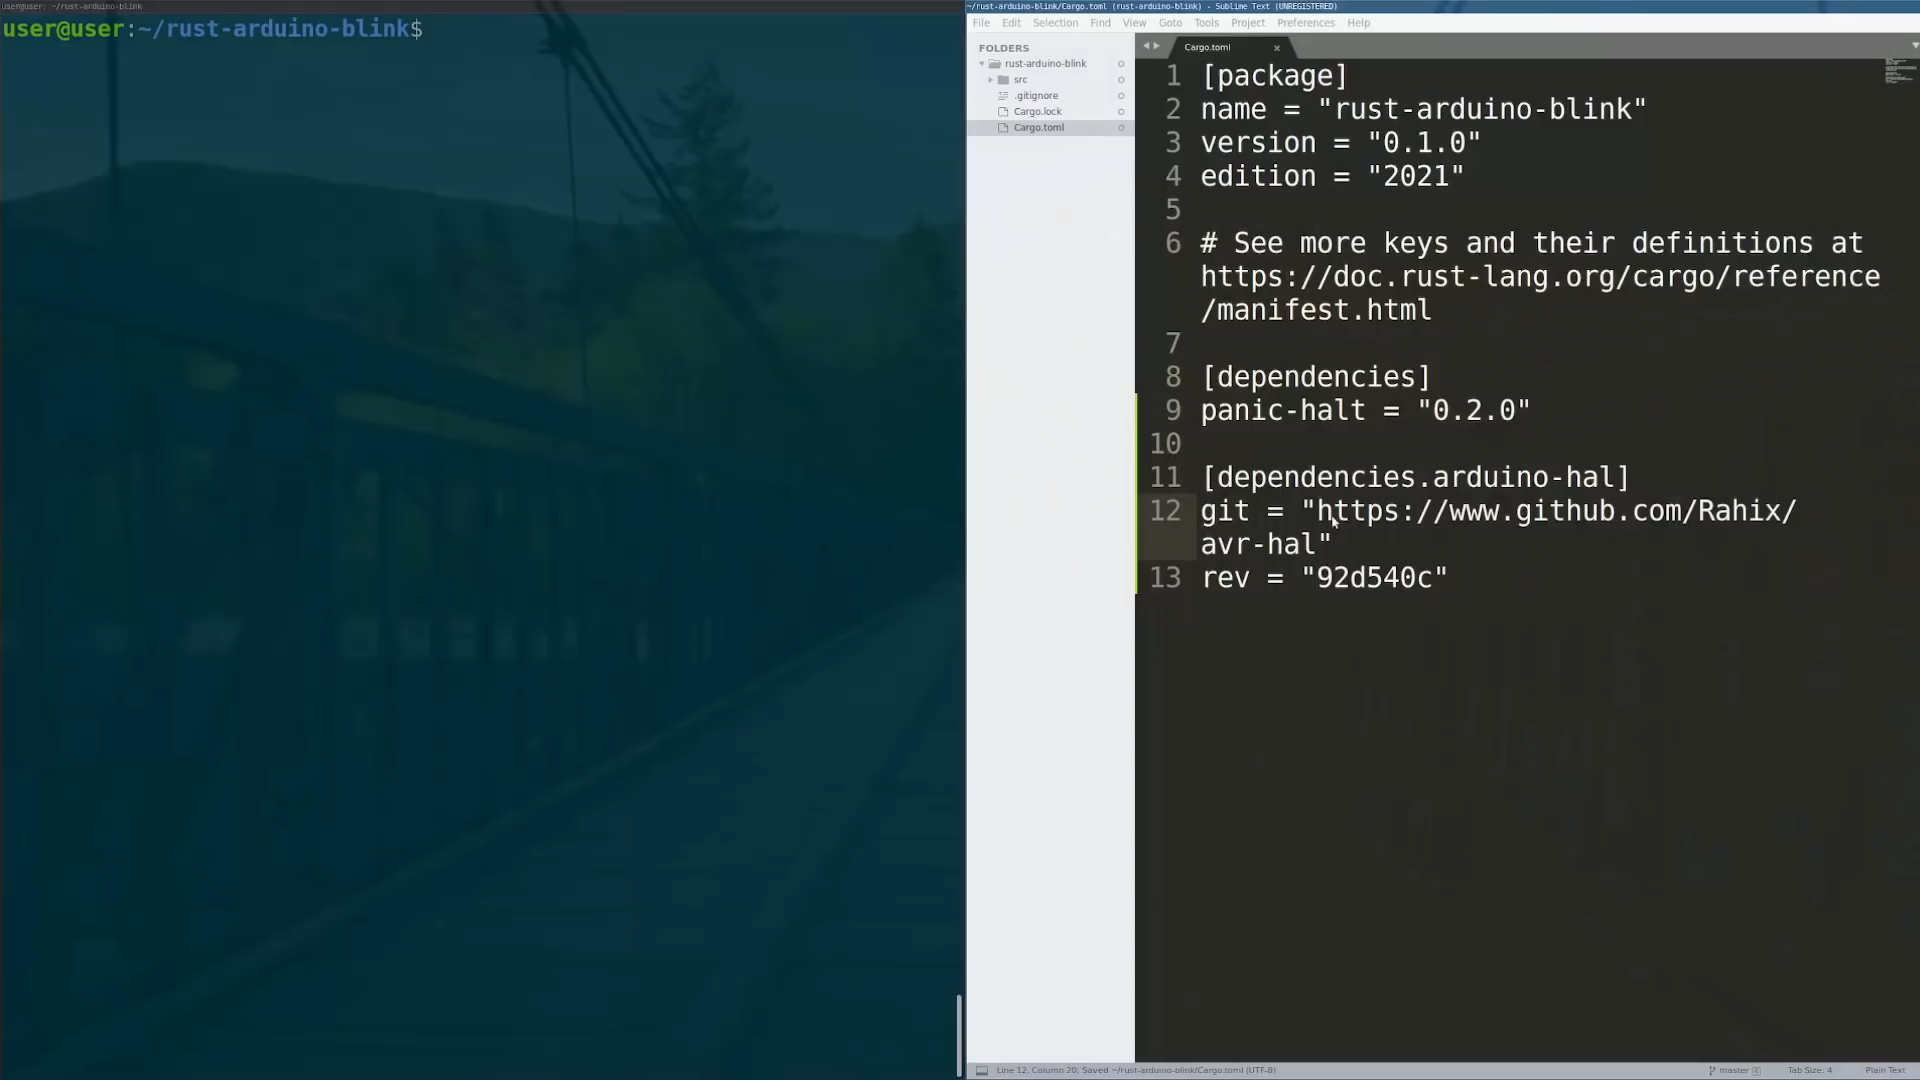 user@user: ~/rust-arduino-blink
user@user:~/rust-arduino-blink$
~/rust-arduino-blink/Cargo.toml (rust-arduino-blink) - Sublime Text (UNREGISTERED)
File Edit Selection Find View Goto Tools Project Preferences Help
FOLDERS
rust-arduino-blink
src
.gitignore
Cargo.lock
Cargo.toml
Cargo.toml
1 [package]
2 name = "rust-arduino-blink"
3 version = "0.1.0"
4 edition = "2021"
5
6 # See more keys and their definitions at
https://doc.rust-lang.org/cargo/reference
/manifest.html
7
8 [dependencies]
9 panic-halt = "0.2.0"
10
11 [dependencies.arduino-hal]
12 git = "https://www.github.com/Rahix/
avr-hal"
13 rev = "92d540c"
Line 12, Column 20; Saved ~/rust-arduino-blink/Cargo.toml (UTF-8)
master
Tab Size: 4
Plain Text